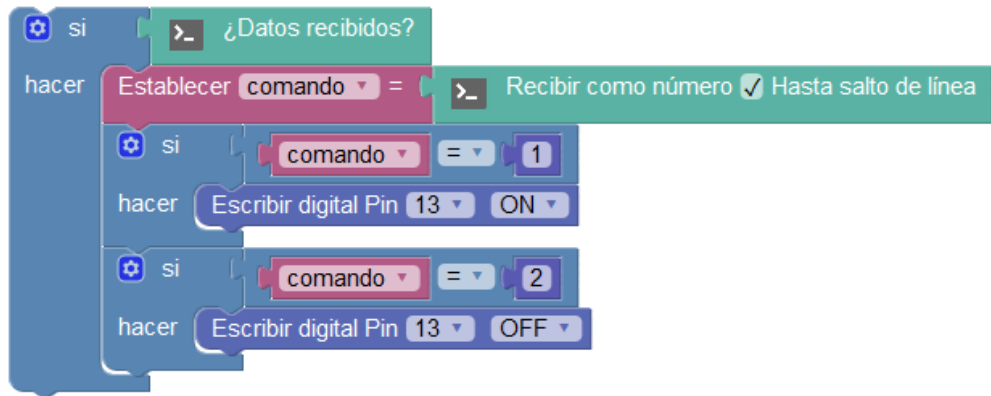 si >_ ¿Datos recibidos?
hacer Establecer comando = >_ Recibir como número ✓ Hasta salto de línea
si comando = 1
hacer Escribir digital Pin 13 ON
si comando = 2
hacer Escribir digital Pin 13 OFF